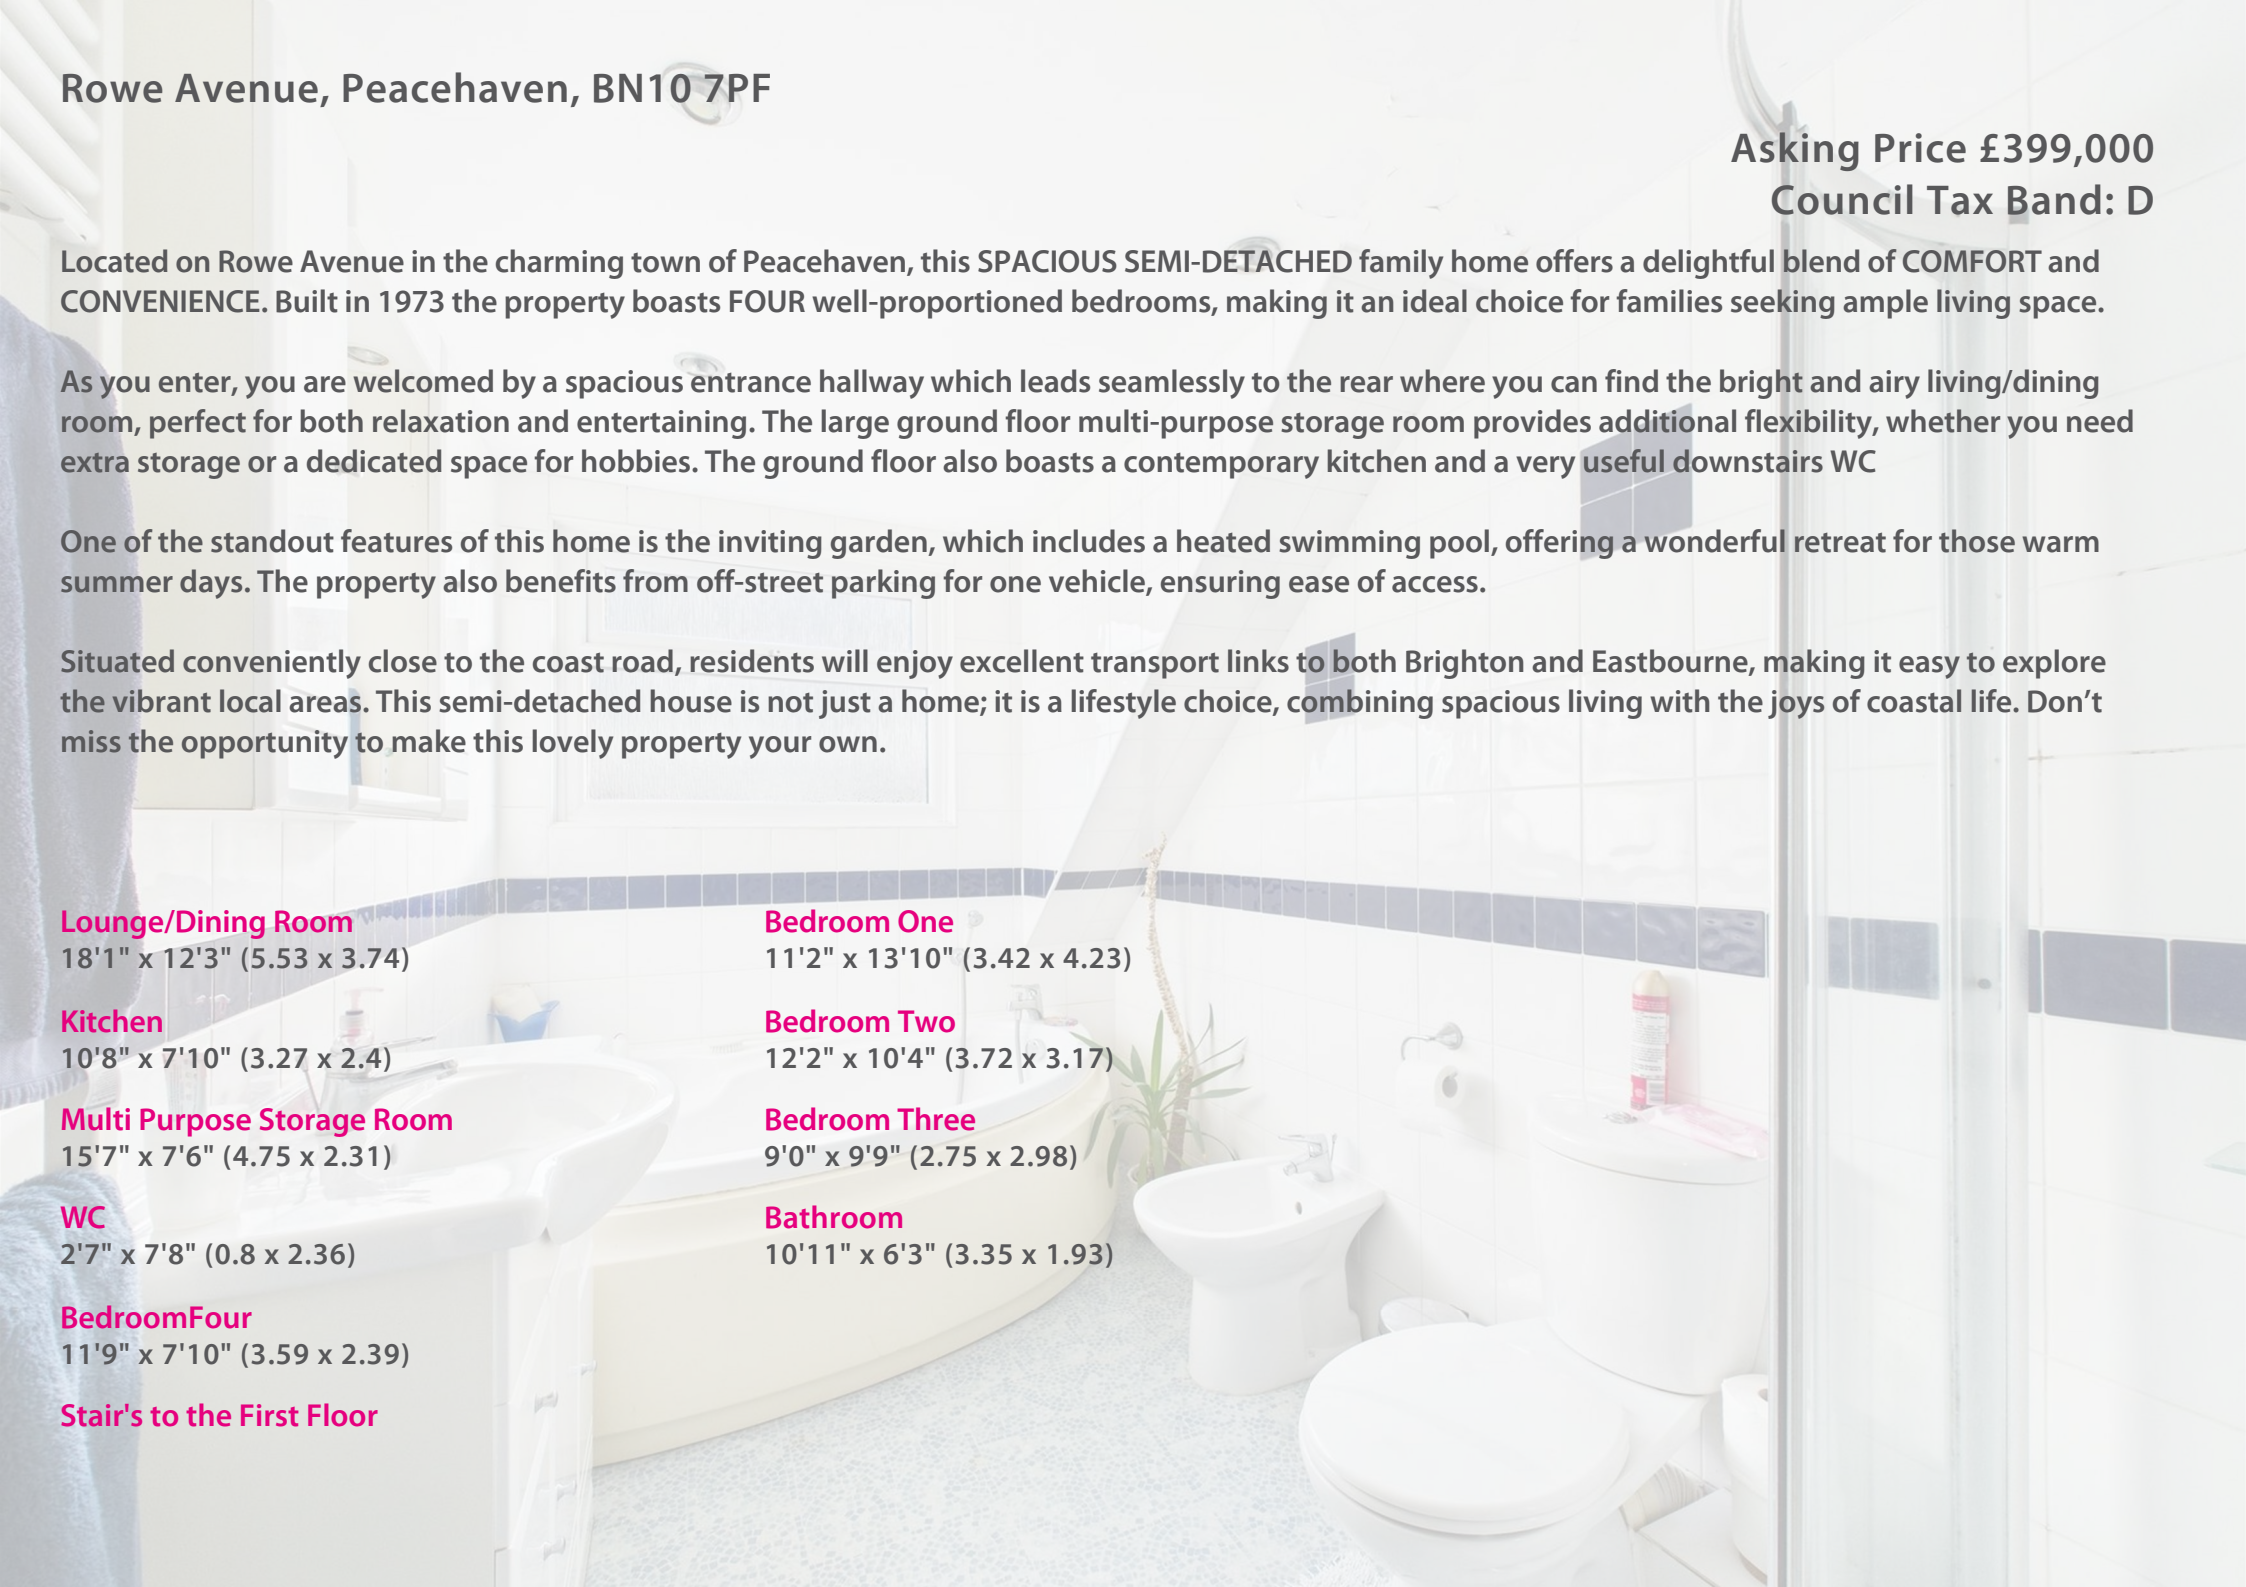 Rowe Avenue, Peacehaven, BN10 7PF
Asking Price £399,000
Council Tax Band: D
Located on Rowe Avenue in the charming town of Peacehaven, this SPACIOUS SEMI-DETACHED family home offers a delightful blend of COMFORT and
CONVENIENCE. Built in 1973 the property boasts FOUR well-proportioned bedrooms, making it an ideal choice for families seeking ample living space.
As you enter, you are welcomed by a spacious entrance hallway which leads seamlessly to the rear where you can find the bright and airy living/dining
room, perfect for both relaxation and entertaining. The large ground floor multi-purpose storage room provides additional flexibility, whether you need
extra storage or a dedicated space for hobbies. The ground floor also boasts a contemporary kitchen and a very useful downstairs WC
One of the standout features of this home is the inviting garden, which includes a heated swimming pool, offering a wonderful retreat for those warm
summer days. The property also benefits from off-street parking for one vehicle, ensuring ease of access.
Situated conveniently close to the coast road, residents will enjoy excellent transport links to both Brighton and Eastbourne, making it easy to explore
the vibrant local areas. This semi-detached house is not just a home; it is a lifestyle choice, combining spacious living with the joys of coastal life. Don’t
miss the opportunity to make this lovely property your own.
Lounge/Dining Room
18'1" x 12'3" (5.53 x 3.74)
Kitchen
10'8" x 7'10" (3.27 x 2.4)
Multi Purpose Storage Room
15'7" x 7'6" (4.75 x 2.31)
WC
2'7" x 7'8" (0.8 x 2.36)
BedroomFour
11'9" x 7'10" (3.59 x 2.39)
Stair's to the First Floor
Bedroom One
11'2" x 13'10" (3.42 x 4.23)
Bedroom Two
12'2" x 10'4" (3.72 x 3.17)
Bedroom Three
9'0" x 9'9" (2.75 x 2.98)
Bathroom
10'11" x 6'3" (3.35 x 1.93)